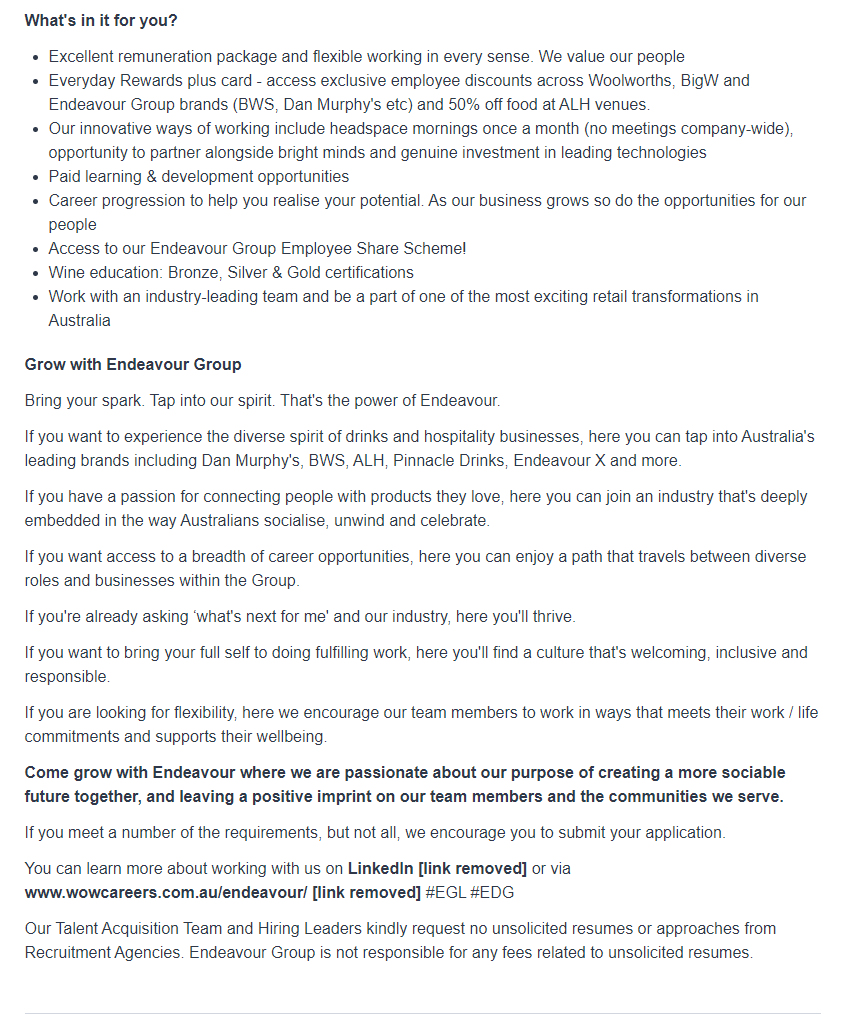 What's in it for you?
• Excellent remuneration package and flexible working in every sense. We value our people
• Everyday Rewards plus card - access exclusive employee discounts across Woolworths, BigW and
Endeavour Group brands (BWS, Dan Murphy's etc) and 50% off food at ALH venues.
• Our innovative ways of working include headspace mornings once a month (no meetings company-wide),
opportunity to partner alongside bright minds and genuine investment in leading technologies
• Paid learning & development opportunities
• Career progression to help you realise your potential. As our business grows so do the opportunities for our
people
• Access to our Endeavour Group Employee Share Scheme!
• Wine education: Bronze, Silver & Gold certifications
• Work with an industry-leading team and be a part of one of the most exciting retail transformations in
Australia
Grow with Endeavour Group
Bring your spark. Tap into our spirit. That's the power of Endeavour.
If you want to experience the diverse spirit of drinks and hospitality businesses, here you can tap into Australia's
leading brands including Dan Murphy's, BWS, ALH, Pinnacle Drinks, Endeavour X and more.
If you have a passion for connecting people with products they love, here you can join an industry that's deeply
embedded in the way Australians socialise, unwind and celebrate.
If you want access to a breadth of career opportunities, here you can enjoy a path that travels between diverse
roles and businesses within the Group.
If you're already asking ‘what's next for me' and our industry, here you'll thrive.
If you want to bring your full self to doing fulfilling work, here you'll find a culture that's welcoming, inclusive and
responsible.
If you are looking for flexibility, here we encourage our team members to work in ways that meets their work / life
commitments and supports their wellbeing.
Come grow with Endeavour where we are passionate about our purpose of creating a more sociable
future together, and leaving a positive imprint on our team members and the communities we serve.
If you meet a number of the requirements, but not all, we encourage you to submit your application.
You can learn more about working with us on LinkedIn [link removed] or via
www.wowcareers.com.au/endeavour/ [link removed] #EGL #EDG
Our Talent Acquisition Team and Hiring Leaders kindly request no unsolicited resumes or approaches from
Recruitment Agencies. Endeavour Group is not responsible for any fees related to unsolicited resumes.